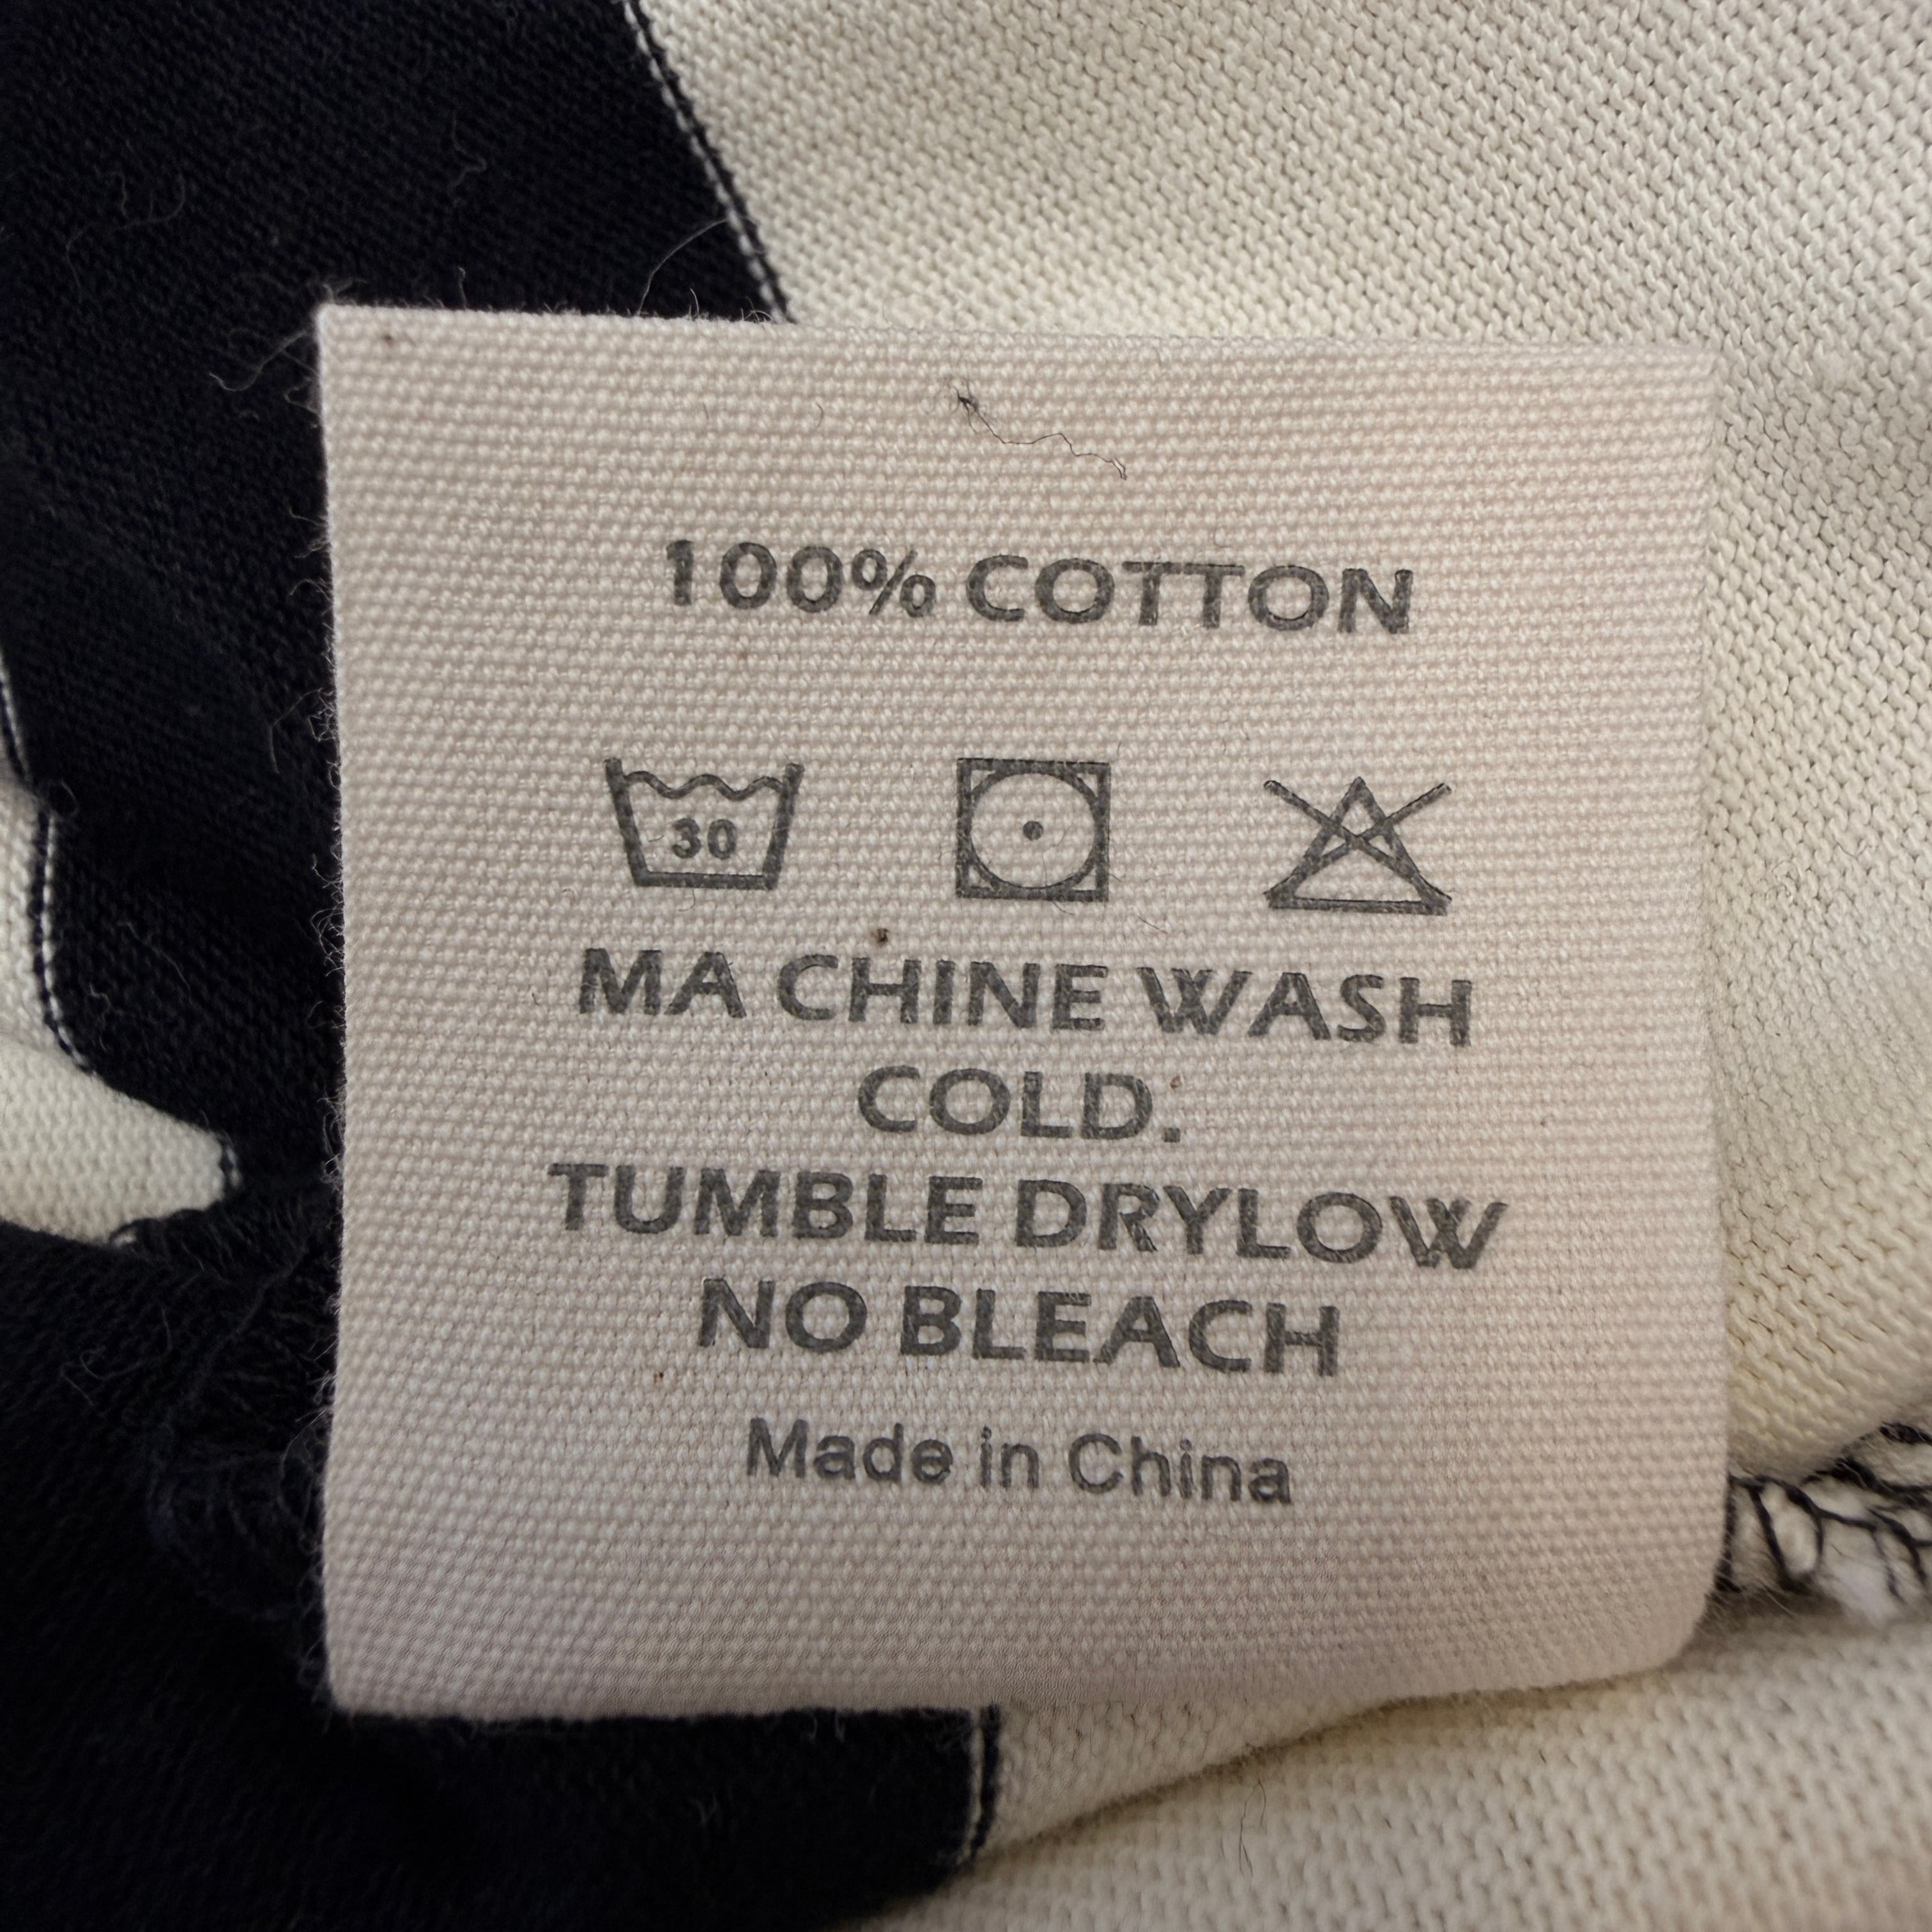 100% COTTON
30
MA CHINE WASH
COLD.
TUMBLE DRYLOW
NO BLEACH
Made in China